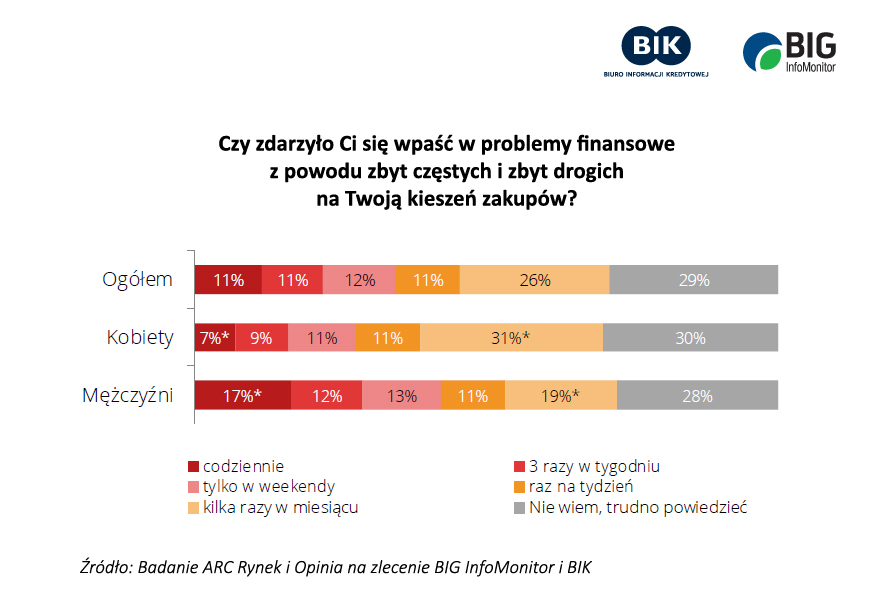 BIK
BIURO INFORMACJI KREDYTOWEJ
BIG
InfoMonitor
Czy zdarzyło Ci się wpaść w problemy finansowe
z powodu zbyt częstych i zbyt drogich
na Twoją kieszeń zakupów?
Ogółem 11% 11% 12% 11% 26% 29%
Kobiety 7%* 9% 11% 11% 31%* 30%
Mężczyźni 17%* 12% 13% 11% 19%* 28%
codziennie 3 razy w tygodniu
tylko w weekendy raz na tydzień
kilka razy w miesiącu Nie wiem, trudno powiedzieć
Źródło: Badanie ARC Rynek i Opinia na zlecenie BIG InfoMonitor i BIK